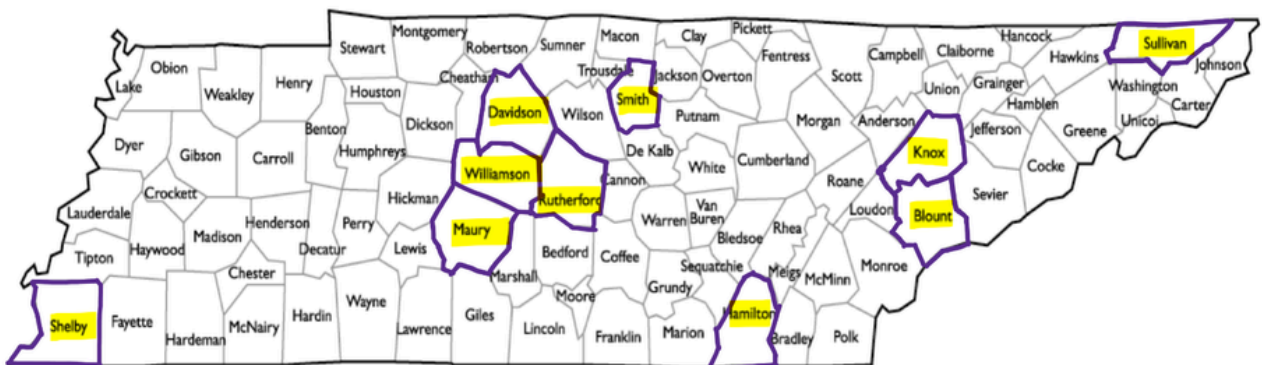 Lake
Obion
Weakley
Henry
Stewart
Montgomery
Robertson
Sumner
Macon
Clay
Pickett
Fentress
Scott
Campbell
Claiborne
Hancock
Hawkins
Sullivan
Johnson
Houston
Cheatham
Trousdale
Smith
Jackson
Overton
Union
Grainger
Hamblen
Washington
Carter
Unicoi
Greene
Dyer
Gibson
Carroll
Benton
Humphreys
Dickson
Davidson
Wilson
Putnam
Morgan
Anderson
Knox
Jefferson
Cocke
Crockett
Lauderdale
Haywood
Madison
Henderson
Decatur
Perry
Hickman
Williamson
Rutherford
Cannon
De Kalb
White
Cumberland
Roane
Loudon
Blount
Sevier
Tipton
Chester
Lewis
Maury
Marshall
Bedford
Coffee
Warren
Van
Buren
Bledsoe
Rhea
Sequatchie
Grundy
Meigs
McMinn
Monroe
Shelby
Fayette
Hardeman
McNairy
Hardin
Wayne
Lawrence
Giles
Lincoln
Moore
Franklin
Marion
Hamilton
Bradley
Polk